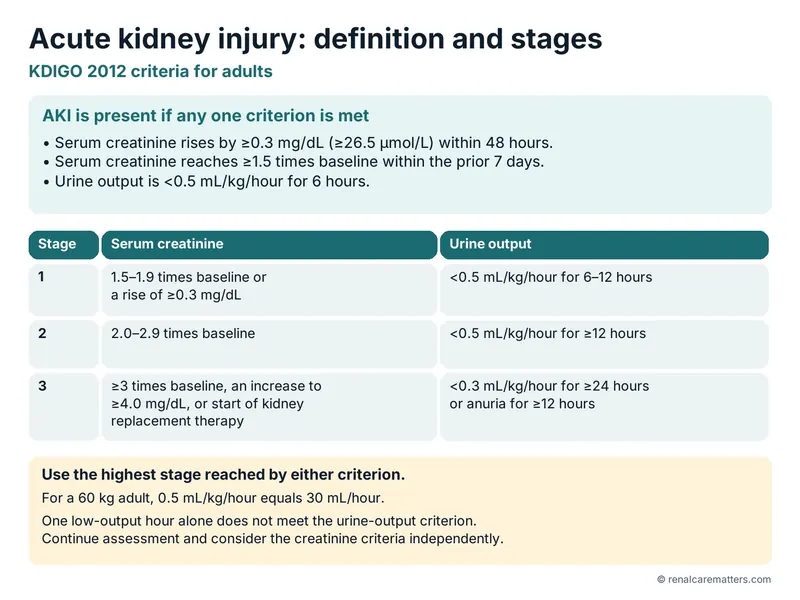 Acute kidney injury: definition and stages
KDIGO 2012 criteria for adults
AKI is present if any one criterion is met
• Serum creatinine rises by ≥0.3 mg/dL (≥26.5 μmol/L) within 48 hours.
• Serum creatinine reaches ≥1.5 times baseline within the prior 7 days.
• Urine output is <0.5 mL/kg/hour for 6 hours.
Stage Serum creatinine Urine output
1 1.5–1.9 times baseline or <0.5 mL/kg/hour for 6–12 hours
a rise of ≥0.3 mg/dL
2 2.0–2.9 times baseline <0.5 mL/kg/hour for ≥12 hours
3 ≥3 times baseline, an increase to <0.3 mL/kg/hour for ≥24 hours
≥4.0 mg/dL, or start of kidney or anuria for ≥12 hours
replacement therapy
Use the highest stage reached by either criterion.
For a 60 kg adult, 0.5 mL/kg/hour equals 30 mL/hour.
One low-output hour alone does not meet the urine-output criterion.
Continue assessment and consider the creatinine criteria independently.
© renalcarematters.com